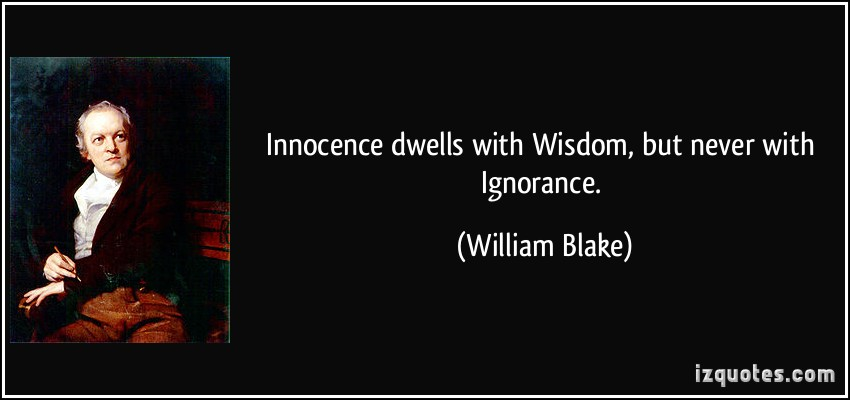 Innocence dwells with Wisdom, but never with
Ignorance.
(William Blake)
izquotes.com